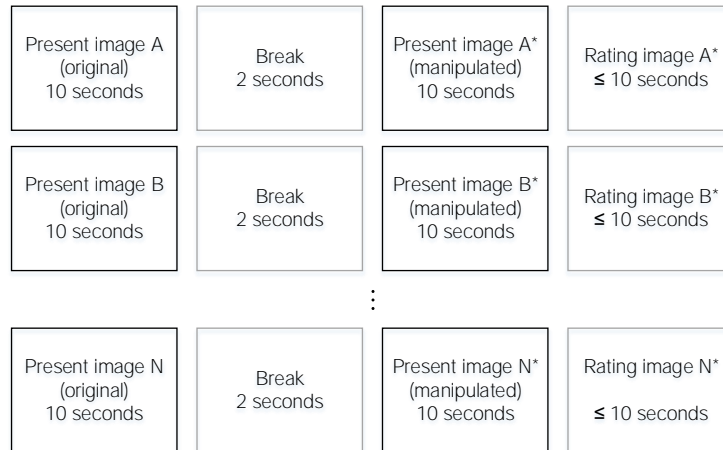 Present image A
(original)
10 seconds
Break
2 seconds
Present image A*
(manipulated)
10 seconds
Rating image A*
≤ 10 seconds
Present image B
(original)
10 seconds
Break
2 seconds
Present image B*
(manipulated)
10 seconds
Rating image B*
≤ 10 seconds
⋮
Present image N
(original)
10 seconds
Break
2 seconds
Present image N*
(manipulated)
10 seconds
Rating image N*
≤ 10 seconds